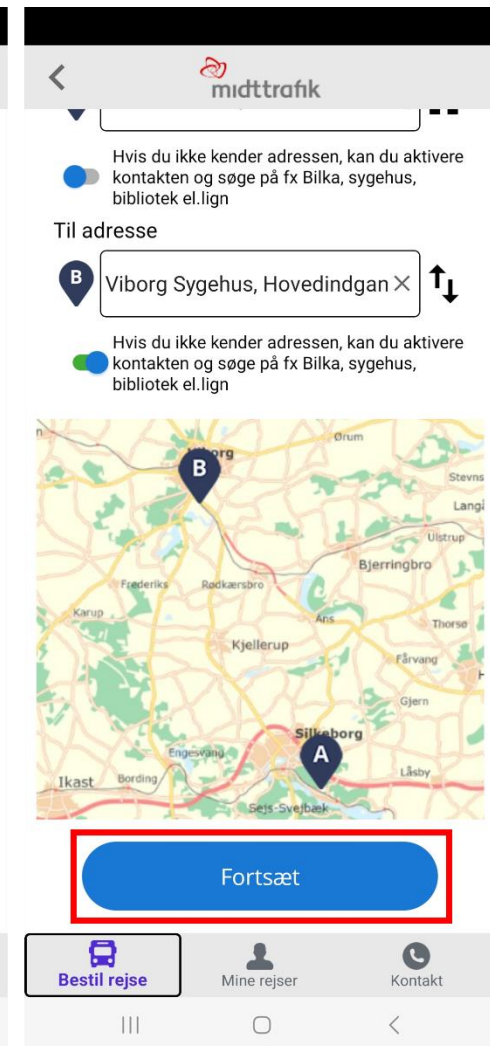 midttrafik
Hvis du ikke kender adressen, kan du aktivere
kontakten og søge på fx Bilka, sygehus,
bibliotek el.lign
Til adresse
B
Viborg Sygehus, Hovedindgan
Hvis du ikke kender adressen, kan du aktivere
kontakten og søge på fx Bilka, sygehus,
bibliotek el.lign
Ørum
org
B
Stevns
Langå
Ulstrup
Bjerringbro
Frederiks
Rødkærsbro
Karup
Ans
Thorsø
Kjellerup
Fårvang
Gjern
Silkeborg
A
Engesvang
Låsby
Ikast
Bording
Sejs-Svejbæk
Fortsæt
Bestil rejse
Mine rejser
Kontakt